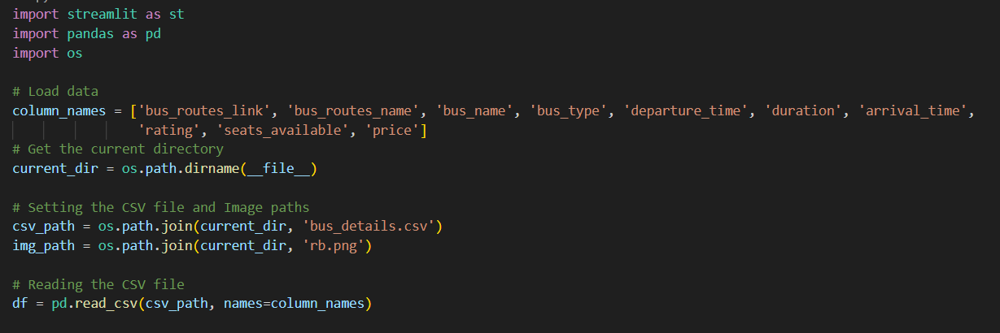 import streamlit as st
import pandas as pd
import os
# Load data
column_names = ['bus_routes_link', 'bus_routes_name', 'bus_name', 'bus_type', 'departure_time', 'duration', 'arrival_time',
'rating', 'seats_available', 'price']
# Get the current directory
current_dir = os.path.dirname(__file__)
# Setting the CSV file and Image paths
csv_path = os.path.join(current_dir, 'bus_details.csv')
img_path = os.path.join(current_dir, 'rb.png')
# Reading the CSV file
df = pd.read_csv(csv_path, names=column_names)